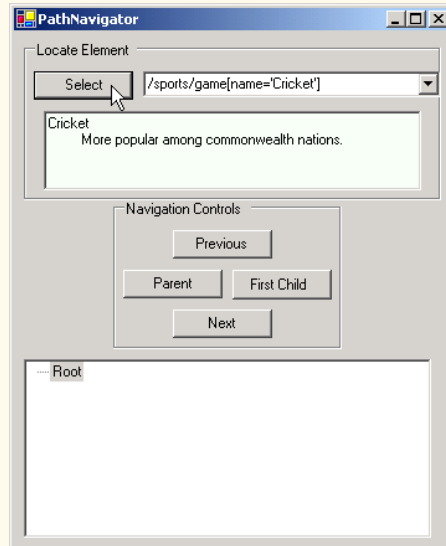 PathNavigator
Locate Element
Select
/sports/game[name='Cricket']
Cricket
More popular among commonwealth nations.
Navigation Controls
Previous
Parent
First Child
Next
Root